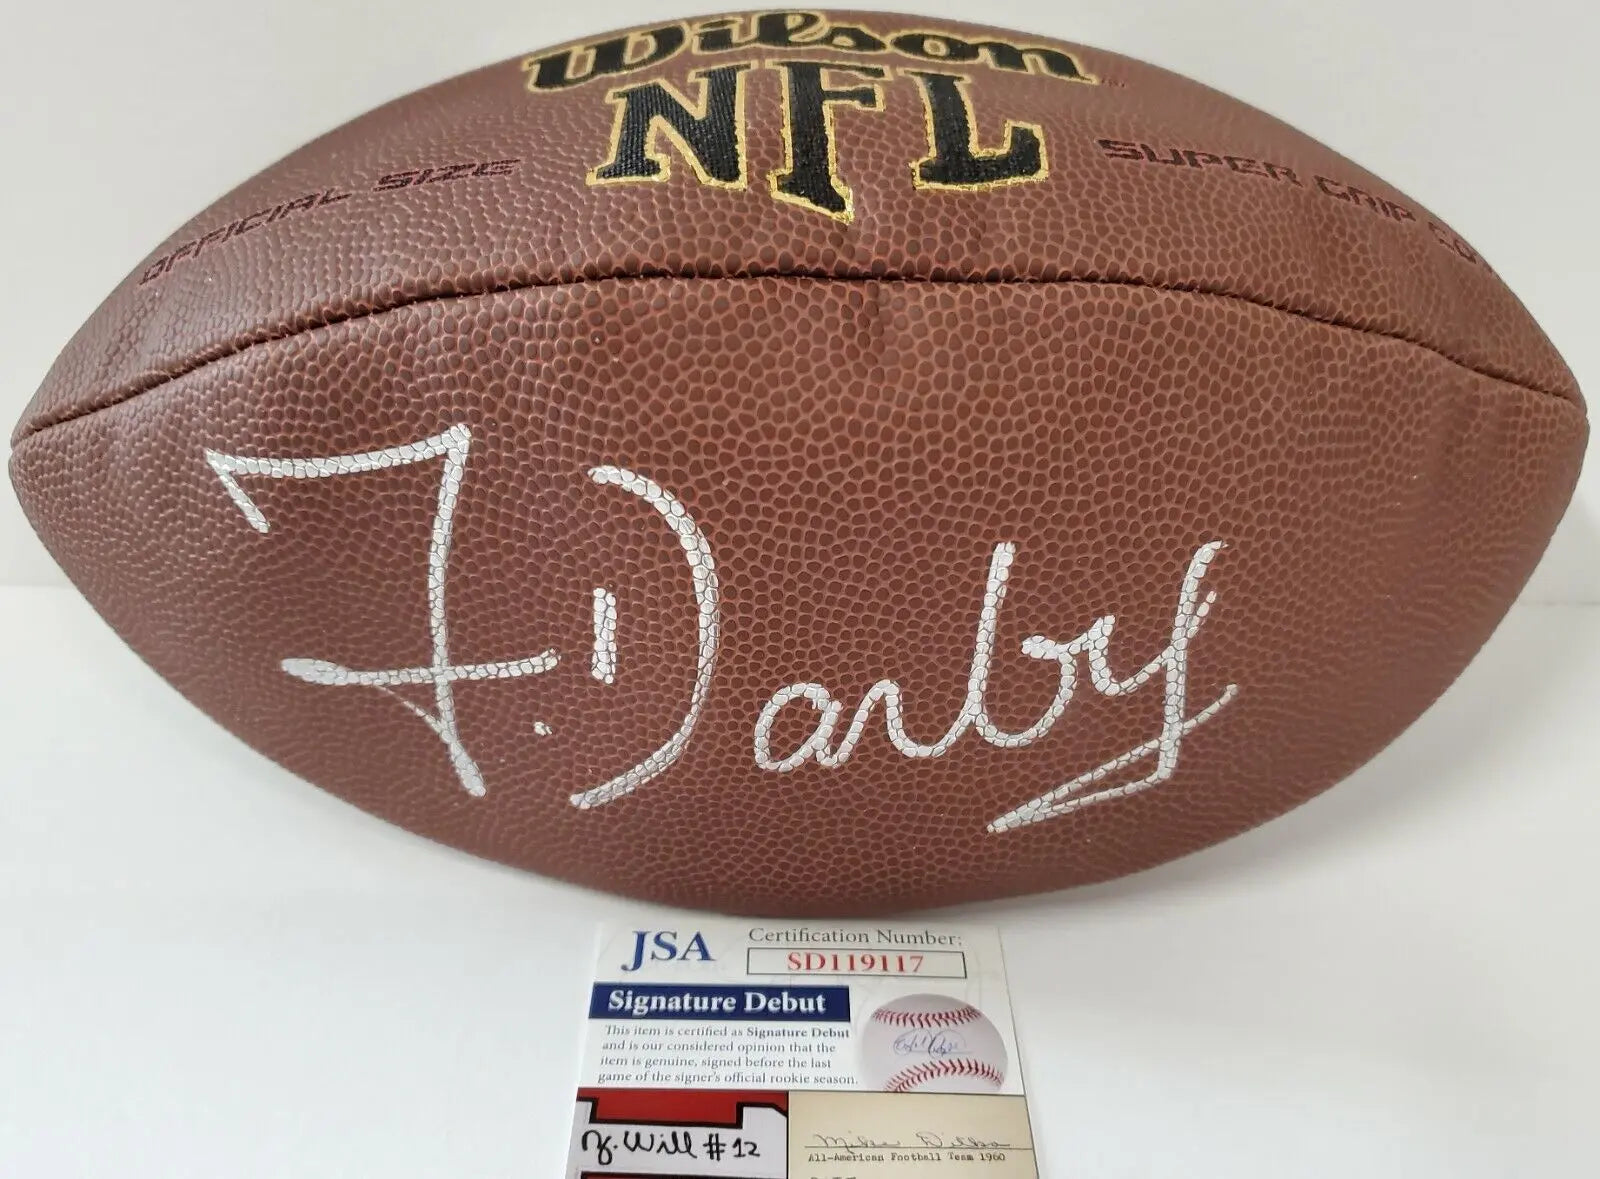 Wilson
NFL
OFFICIAL SIZE
SUPER GRIP
F. Darby
JSA
Certification Number:
SD119117
Signature Debut
This item is certified as Signature Debut
and is our considered opinion that the
item is genuine, signed before the last
game of the signer's official rookie season.
Will #12
Mike
All-American Football Team 1960